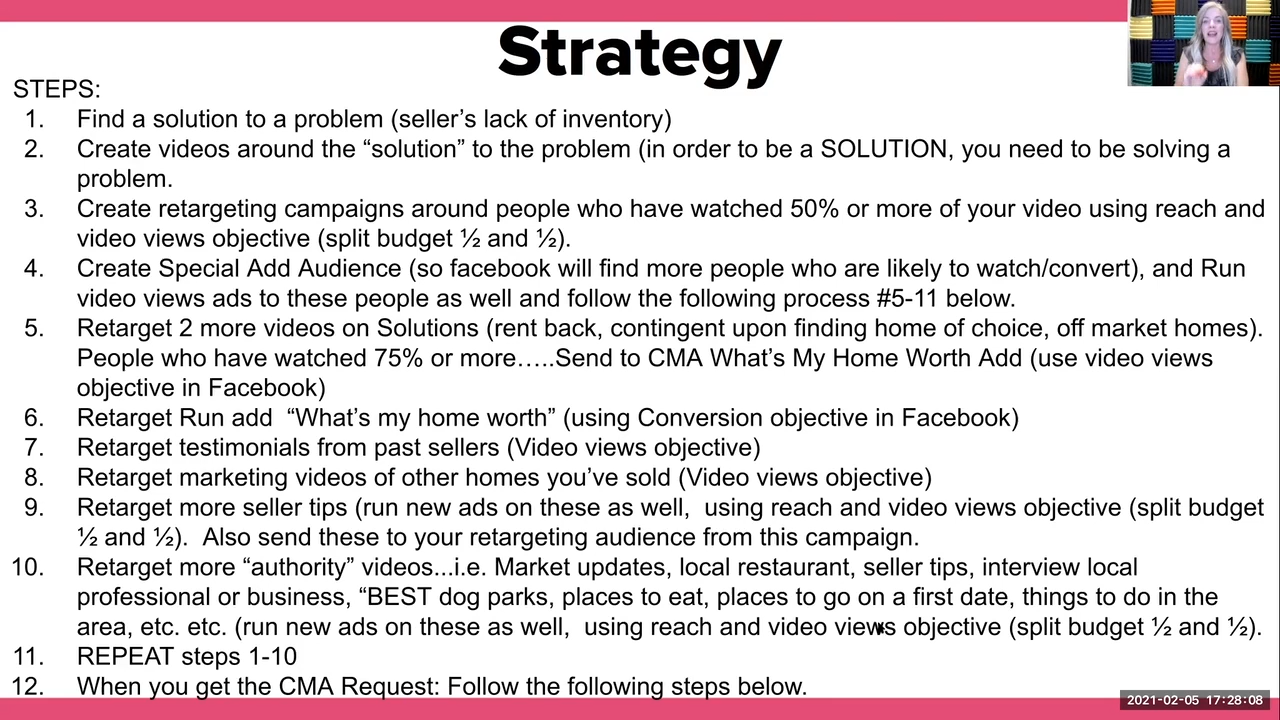 Strategy
STEPS:
1. Find a solution to a problem (seller’s lack of inventory)
2. Create videos around the “solution” to the problem (in order to be a SOLUTION, you need to be solving a
problem.
3. Create retargeting campaigns around people who have watched 50% or more of your video using reach and
video views objective (split budget ½ and ½).
4. Create Special Add Audience (so facebook will find more people who are likely to watch/convert), and Run
video views ads to these people as well and follow the following process #5-11 below.
5. Retarget 2 more videos on Solutions (rent back, contingent upon finding home of choice, off market homes).
People who have watched 75% or more…..Send to CMA What’s My Home Worth Add (use video views
objective in Facebook)
6. Retarget Run add  “What’s my home worth” (using Conversion objective in Facebook)
7. Retarget testimonials from past sellers (Video views objective)
8. Retarget marketing videos of other homes you’ve sold (Video views objective)
9. Retarget more seller tips (run new ads on these as well,  using reach and video views objective (split budget
½ and ½).  Also send these to your retargeting audience from this campaign.
10. Retarget more “authority” videos...i.e. Market updates, local restaurant, seller tips, interview local
professional or business, “BEST dog parks, places to eat, places to go on a first date, things to do in the
area, etc. etc. (run new ads on these as well,  using reach and video views objective (split budget ½ and ½).
11. REPEAT steps 1-10
12. When you get the CMA Request: Follow the following steps below.
2021-02-05 17:28:08